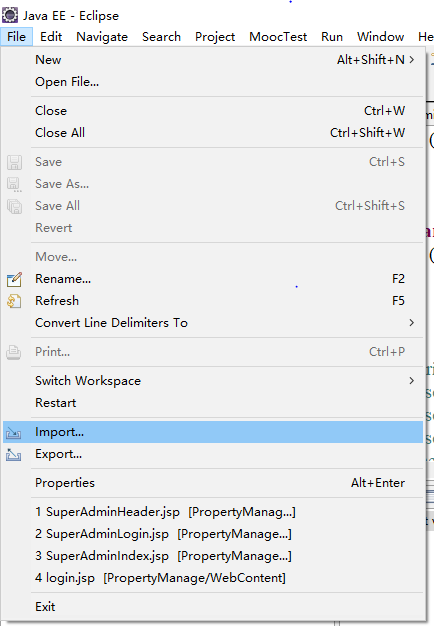 Java EE - Eclipse
File Edit Navigate Search Project MoocTest Run Window He
New Alt+Shift+N
Open File...
Close Ctrl+W
Close All Ctrl+Shift+W
Save Ctrl+S
Save As...
Save All Ctrl+Shift+S
Revert
Move...
Rename... F2
Refresh F5
Convert Line Delimiters To
Print... Ctrl+P
Switch Workspace
Restart
Import...
Export...
Properties Alt+Enter
1 SuperAdminHeader.jsp [PropertyManag...]
2 SuperAdminLogin.jsp [PropertyManage...]
3 SuperAdminIndex.jsp [PropertyManage...]
4 login.jsp [PropertyManage/WebContent]
Exit